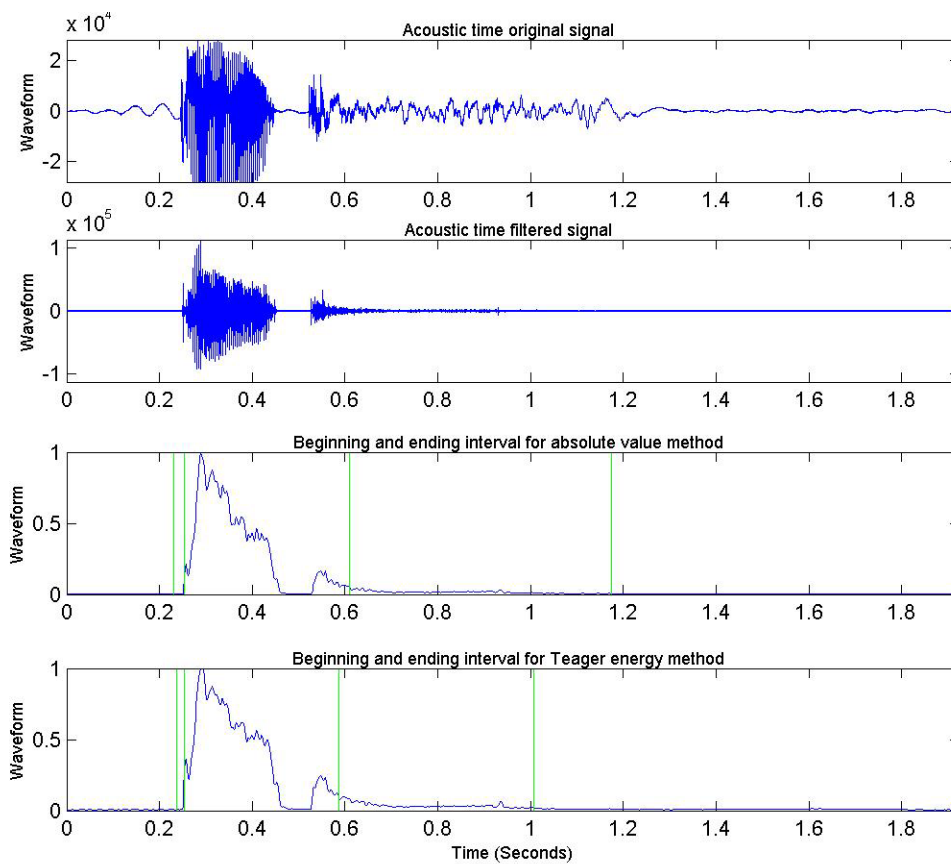 x 10^4
Acoustic time original signal
Waveform
2
0
-2
0 0.2 0.4 0.6 0.8 1 1.2 1.4 1.6 1.8
x 10^5
Acoustic time filtered signal
Waveform
1
0
-1
0 0.2 0.4 0.6 0.8 1 1.2 1.4 1.6 1.8
Beginning and ending interval for absolute value method
Waveform
1
0.5
0
0 0.2 0.4 0.6 0.8 1 1.2 1.4 1.6 1.8
Beginning and ending interval for Teager energy method
Waveform
1
0.5
0
0 0.2 0.4 0.6 0.8 1 1.2 1.4 1.6 1.8
Time (Seconds)